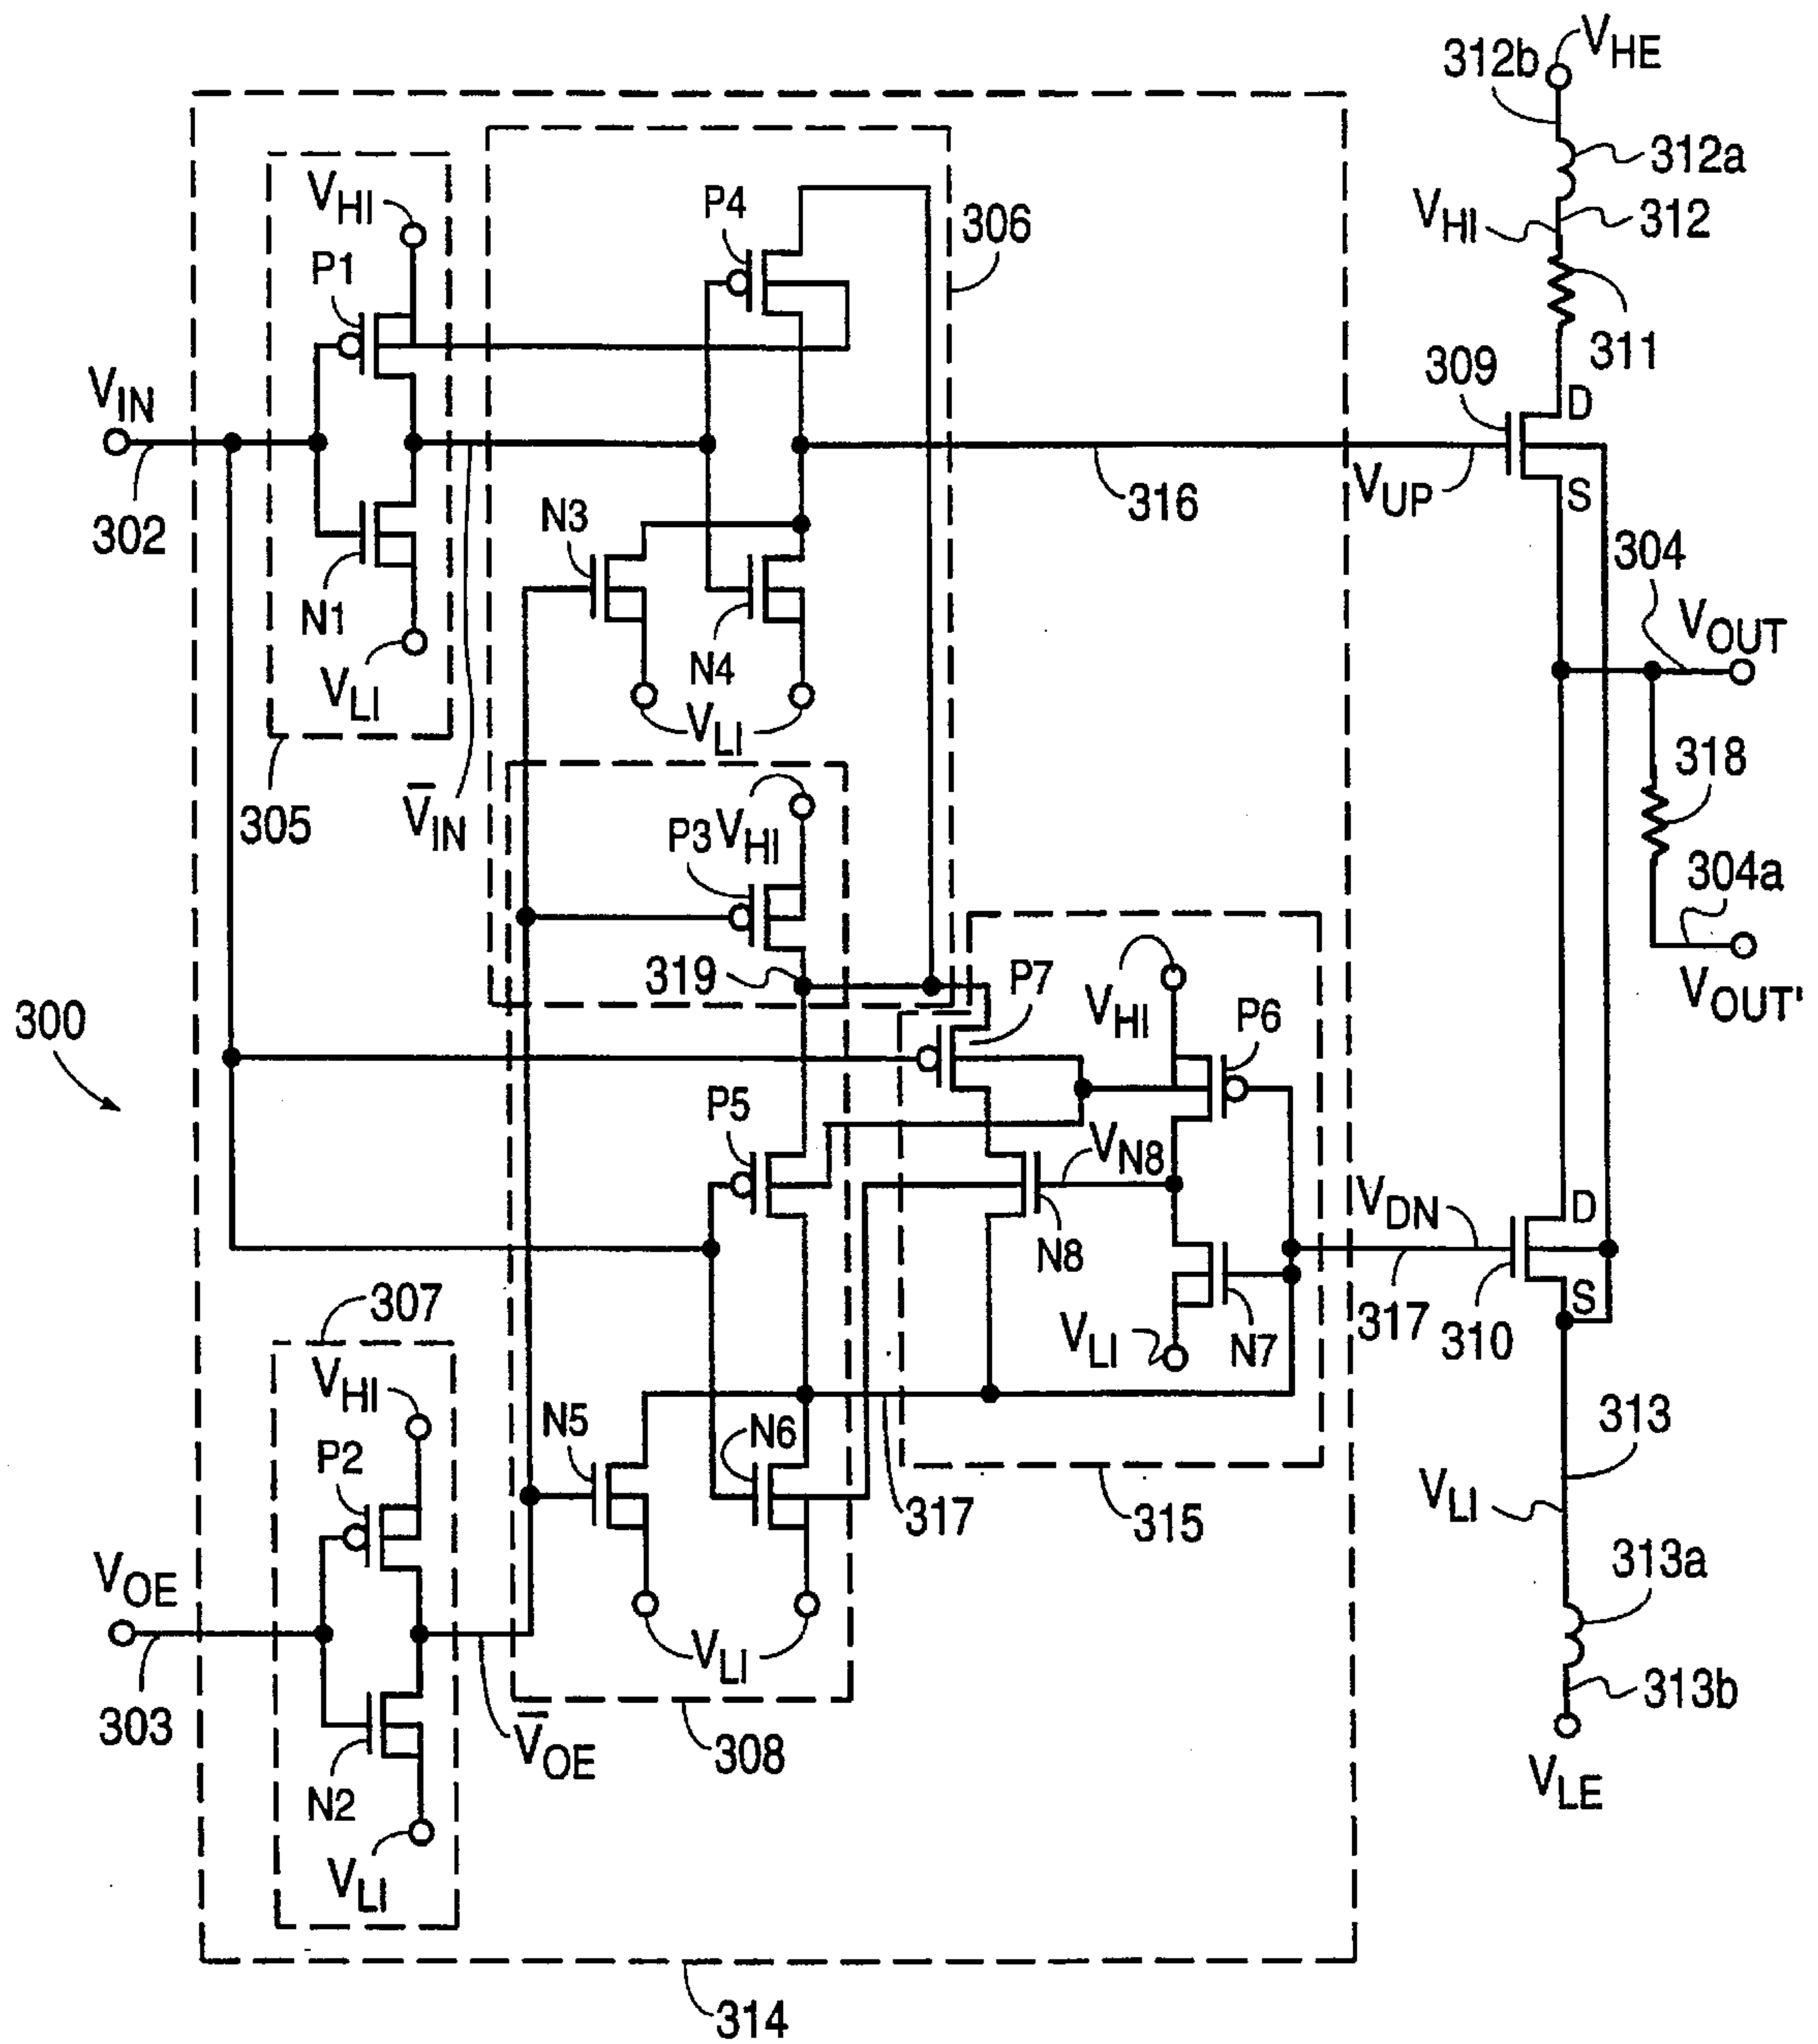 312b
V_HE
312a
V_HI
312
311
309
D
S
V_UP
316
304
V_OUT
318
304a
V_OUT'
306
P4
V_HI
P1
V_IN
302
N1
V_LI
305
V̅_IN
N3
N4
V_LI
P3
V_HI
319
300
P7
V_HI
P6
P5
V_N8
N8
V_DN
D
S
317
310
V_LI
N7
307
V_HI
P2
N5
N6
317
315
313
V_LI
313a
313b
V_LE
V_OE
303
N2
V_LI
V̅_OE
V_LI
308
314